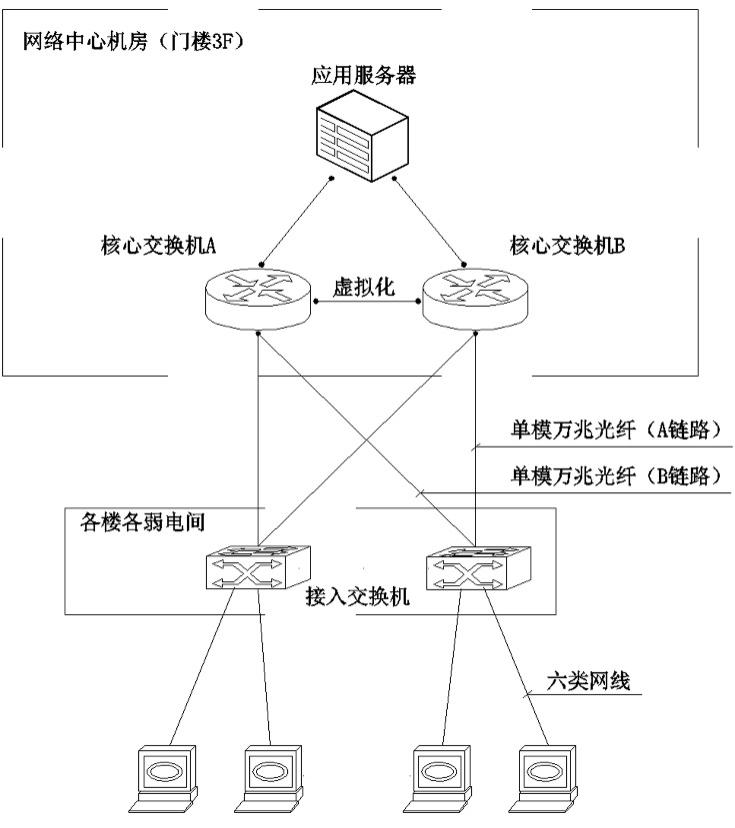 网络中心机房（门楼3F）
应用服务器
核心交换机A
核心交换机B
虚拟化
单模万兆光纤（A链路）
单模万兆光纤（B链路）
各楼各弱电间
接入交换机
六类网线